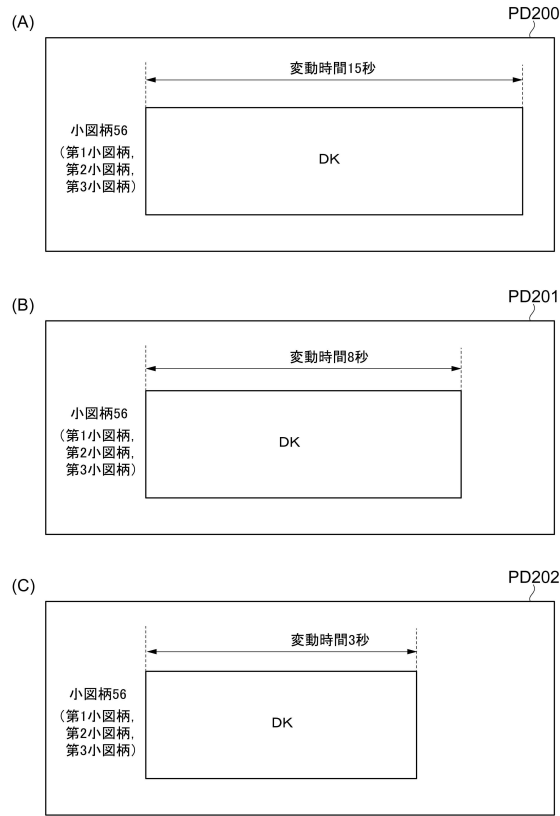 (A)
PD200
変動時間15秒
小図柄56
（第1小図柄,
第2小図柄,
第3小図柄）
DK
(B)
PD201
変動時間8秒
小図柄56
（第1小図柄,
第2小図柄,
第3小図柄）
DK
(C)
PD202
変動時間3秒
小図柄56
（第1小図柄,
第2小図柄,
第3小図柄）
DK